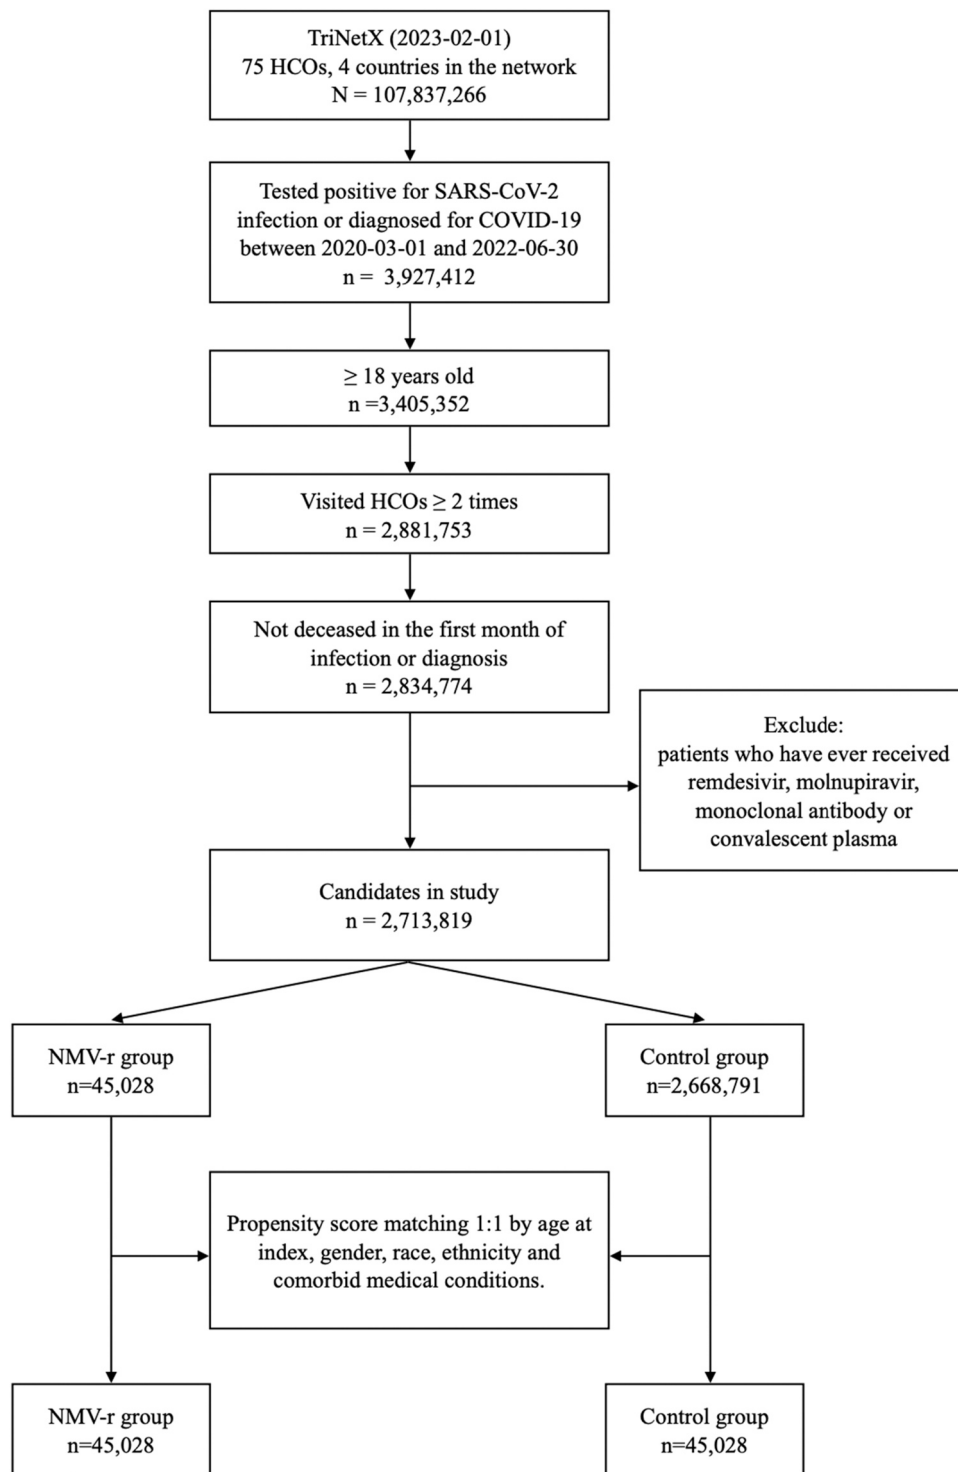 TriNetX (2023-02-01)
75 HCOs, 4 countries in the network
N = 107,837,266
Tested positive for SARS-CoV-2
infection or diagnosed for COVID-19
between 2020-03-01 and 2022-06-30
n =  3,927,412
≥ 18 years old
n =3,405,352
Visited HCOs ≥ 2 times
n = 2,881,753
Not deceased in the first month of
infection or diagnosis
n = 2,834,774
Exclude:
patients who have ever received
remdesivir, molnupiravir,
monoclonal antibody or
convalescent plasma
Candidates in study
n = 2,713,819
NMV-r group
n=45,028
Control group
n=2,668,791
Propensity score matching 1:1 by age at
index, gender, race, ethnicity and
comorbid medical conditions.
NMV-r group
n=45,028
Control group
n=45,028